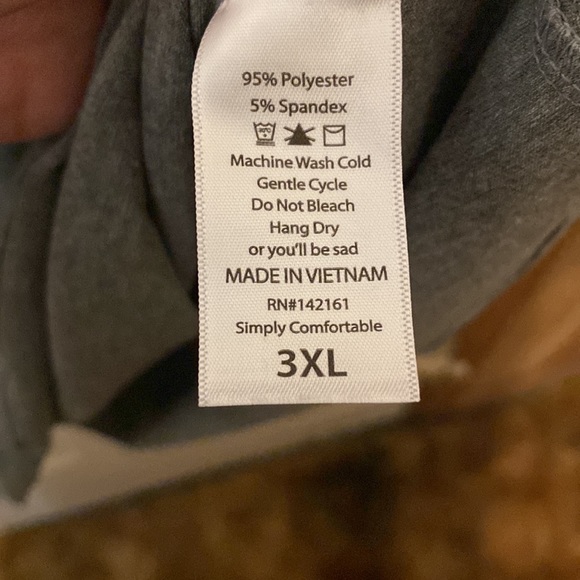 95% Polyester
5% Spandex
Machine Wash Cold
Gentle Cycle
Do Not Bleach
Hang Dry
or you'll be sad
MADE IN VIETNAM
RN#142161
Simply Comfortable
3XL